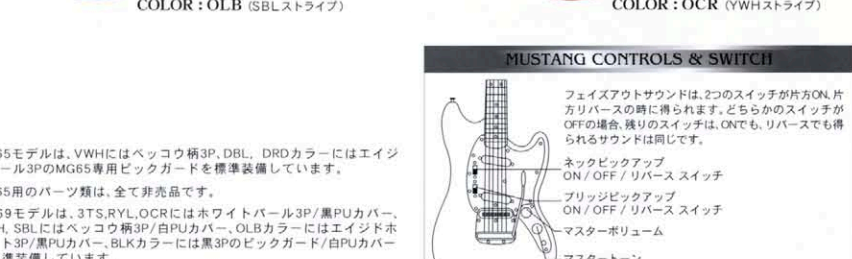 COLOR : OLB (SBLストライプ)
COLOR : OCR (YWHストライプ)
MUSTANG CONTROLS & SWITCH
フェイズアウトサウンドは、2つのスイッチが片方ON、片
方リバースの時に得られます。どちらかのスイッチが
OFFの場合、残りのスイッチは、ONでも、リバースでも得
られるサウンドは同じです。
ネックピックアップ
ON / OFF / リバース スイッチ
ブリッジピックアップ
ON / OFF / リバース スイッチ
マスターボリューム
マスタートーン
65モデルは、VWHにはベッコウ柄3P、DBL, DRDカラーにはエイジ
ール3PのMG65専用ピックガードを標準装備しています。
65用のパーツ類は、全て非売品です。
69モデルは、3TS,RYL,OCRにはホワイトパール3P/黒PUカバー、
H, SBLにはベッコウ柄3P/白PUカバー、OLBカラーにはエイジドホ
ト3P/黒PUカバー、BLKカラーには黒3Pのピックガード/白PUカバー
準装備しています